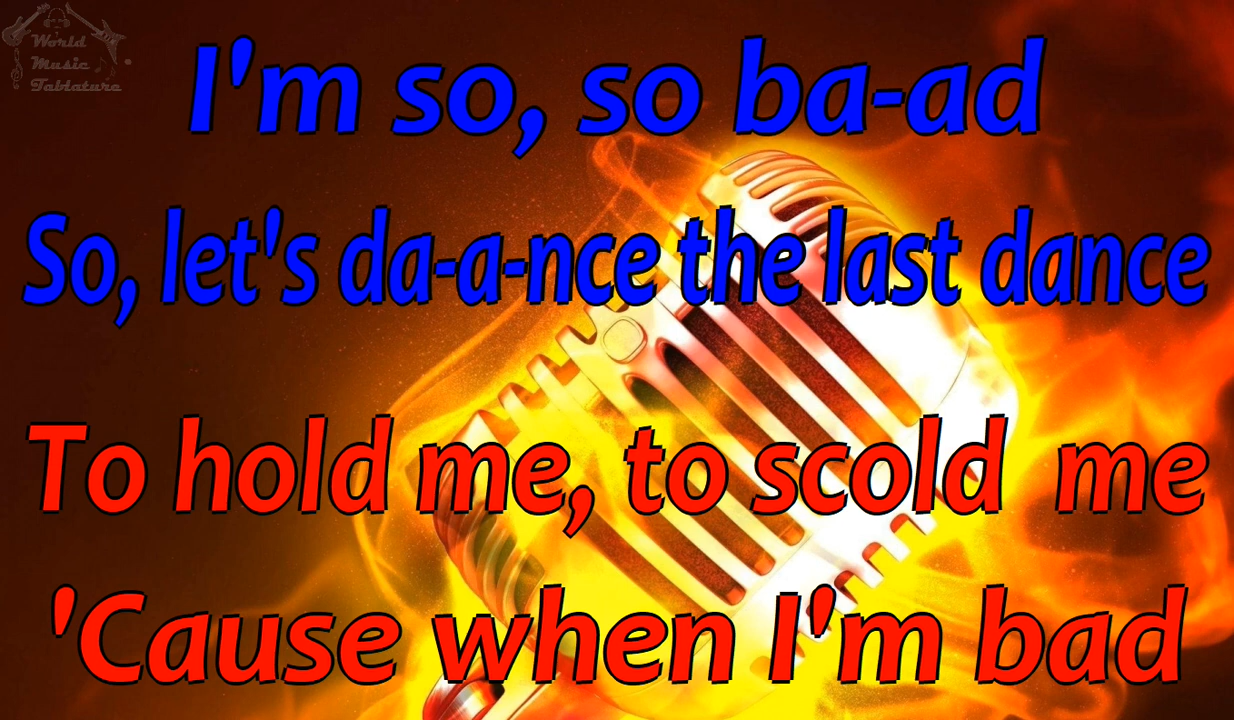 World
Music
Tablature
I'm so, so ba-ad
So, let's da-a-nce the last dance
To hold me, to scold  me
'Cause when I'm bad